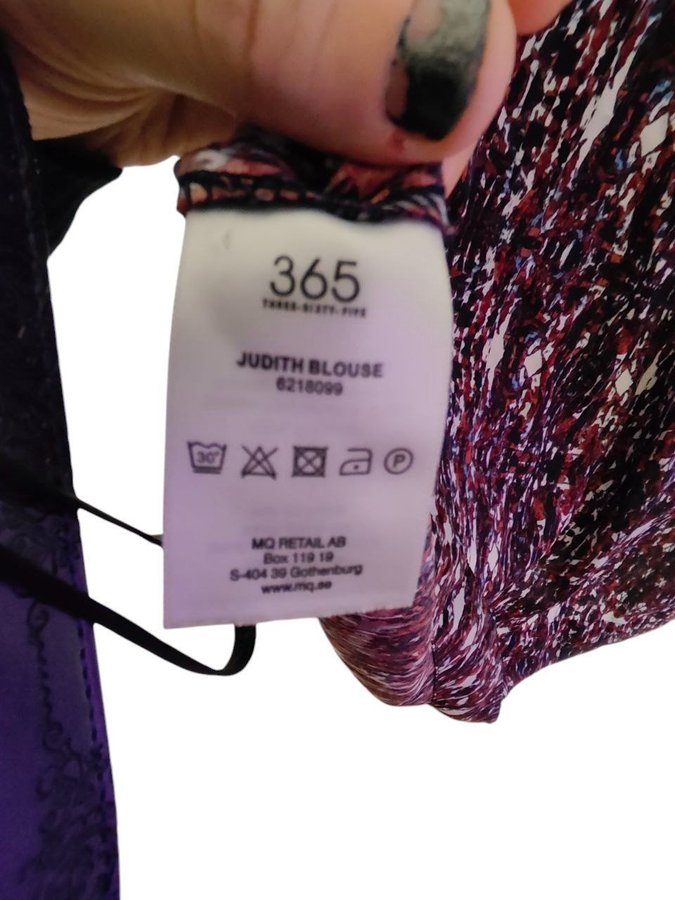 365
THREE-SIXTY-FIVE
JUDITH BLOUSE
6218099
30°
P
MQ RETAIL AB
Box 119 19
S-404 39 Gothenburg
www.mq.se